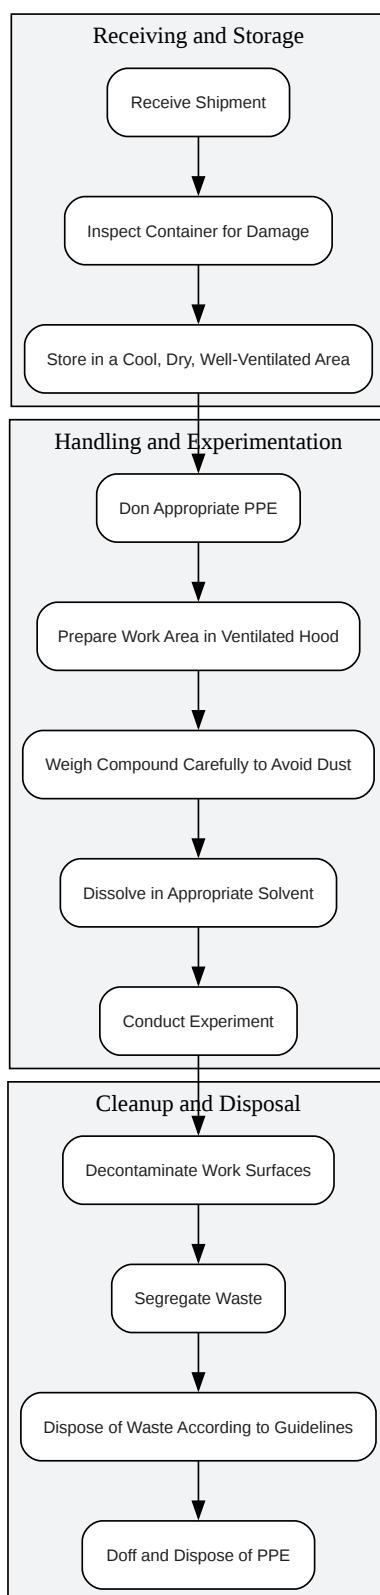 Receiving and Storage
Receive Shipment
Inspect Container for Damage
Store in a Cool, Dry, Well-Ventilated Area
Handling and Experimentation
Don Appropriate PPE
Prepare Work Area in Ventilated Hood
Weigh Compound Carefully to Avoid Dust
Dissolve in Appropriate Solvent
Conduct Experiment
Cleanup and Disposal
Decontaminate Work Surfaces
Segregate Waste
Dispose of Waste According to Guidelines
Doff and Dispose of PPE